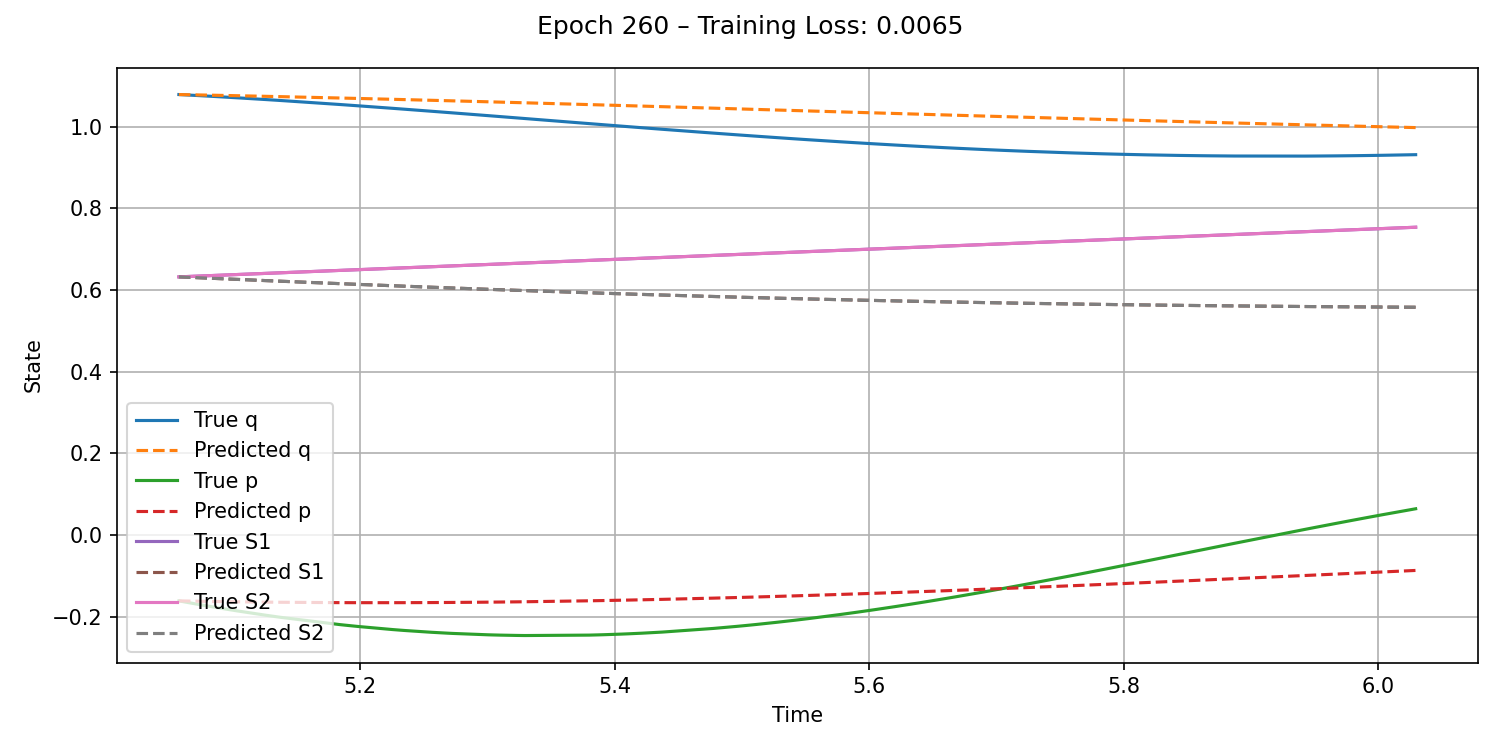 Epoch 260 – Training Loss: 0.0065
1.0
0.8
0.6
0.4
0.2
0.0
−0.2
State
True q
Predicted q
True p
Predicted p
True S1
Predicted S1
True S2
Predicted S2
5.2 5.4 5.6 5.8 6.0
Time